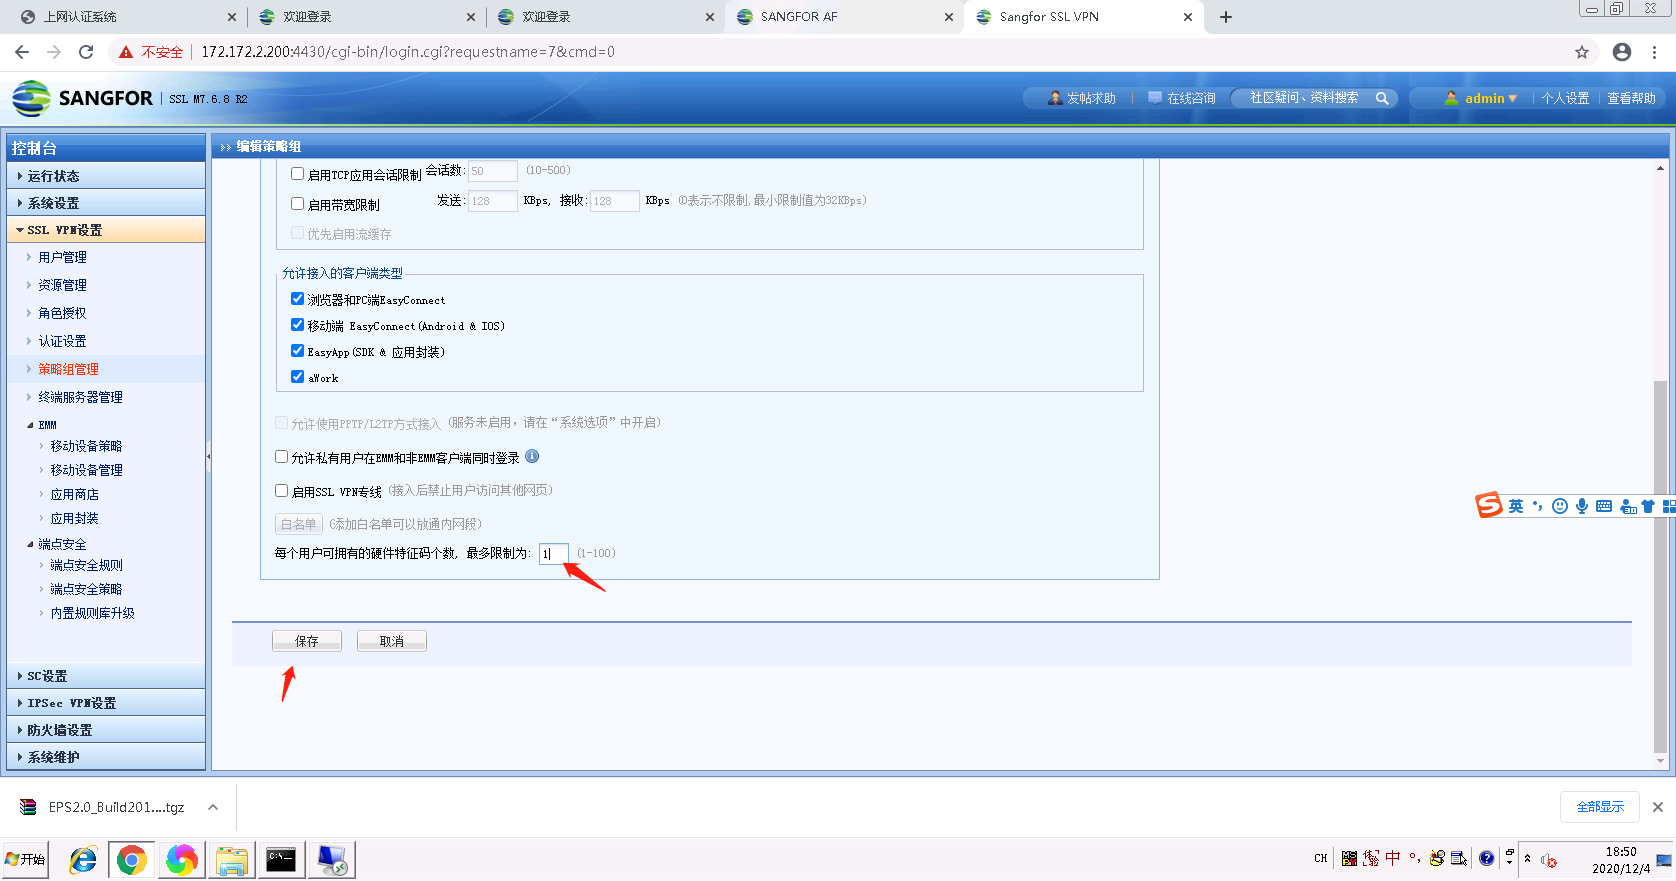 上网认证系统
欢迎登录
欢迎登录
SANGFOR AF
Sangfor SSL VPN
不安全
172.172.2.200:4430/cgi-bin/login.cgi?requestname=7&cmd=0
SANGFOR
SSL M7.6.8 R2
发帖求助
在线咨询
社区疑问、资料搜索
admin
个人设置
查看帮助
控制台
编辑策略组
运行状态
系统设置
SSL VPN设置
用户管理
资源管理
角色授权
认证设置
策略组管理
终端服务器管理
EMM
移动设备策略
移动设备管理
应用商店
应用封装
端点安全
端点安全规则
端点安全策略
内置规则库升级
SC设置
IPSec VPN设置
防火墙设置
系统维护
启用TCP应用会话限制 会话数: 50 (10-500)
启用带宽限制 发送: 128 KBps, 接收: 128 KBps (0表示不限制,最小限制值为32KBps)
优先启用流缓存
允许接入的客户端类型
浏览器和PC端EasyConnect
移动端 EasyConnect(Android & IOS)
EasyApp(SDK & 应用封装)
aWork
允许使用PPTP/L2TP方式接入 (服务未启用，请在“系统选项”中开启)
允许私有用户在EMM和非EMM客户端同时登录
启用SSL VPN专线 (接入后禁止用户访问其他网页)
白名单 (添加白名单可以放通内网段)
每个用户可拥有的硬件特征码个数，最多限制为: 1 (1-100)
保存
取消
英
EPS2.0_Build201....tgz
全部显示
开始
CH
中
18:50
2020/12/4